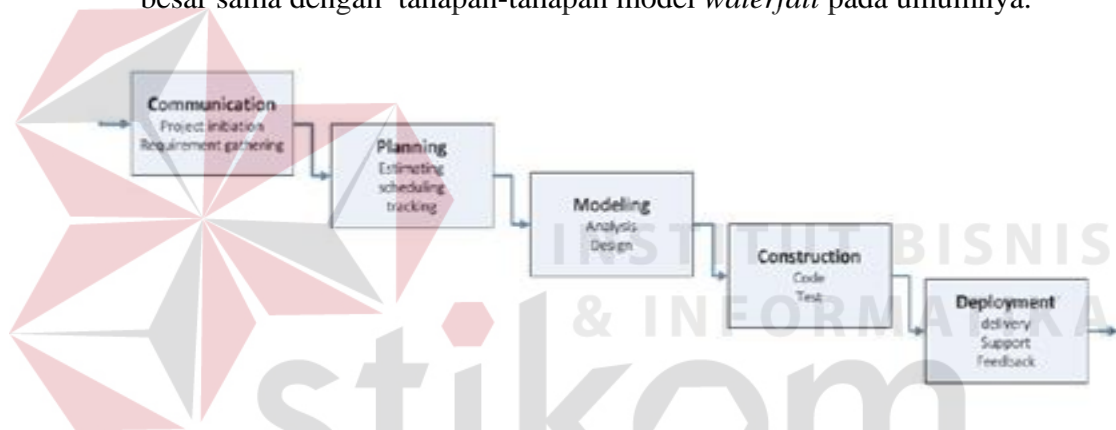 besar sama dengan tahapan-tahapan model waterfall pada umumnya.
Communication
Project initiation
Requirement gathering
Planning
Estimating
scheduling
tracking
Modeling
Analysis
Design
Construction
Code
Test
Deployment
delivery
Support
Feedback
INSTITUT BISNIS
& INFORMATIKA
stikom